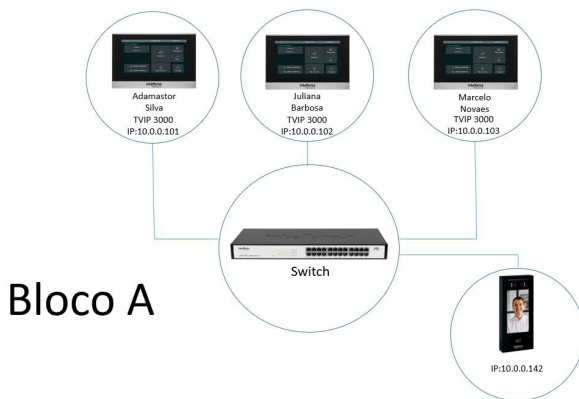 Adamastor
Silva
TVIP 3000
IP:10.0.0.101
Juliana
Barbosa
TVIP 3000
IP:10.0.0.102
Marcelo
Novaes
TVIP 3000
IP:10.0.0.103
Switch
Bloco A
IP:10.0.0.142